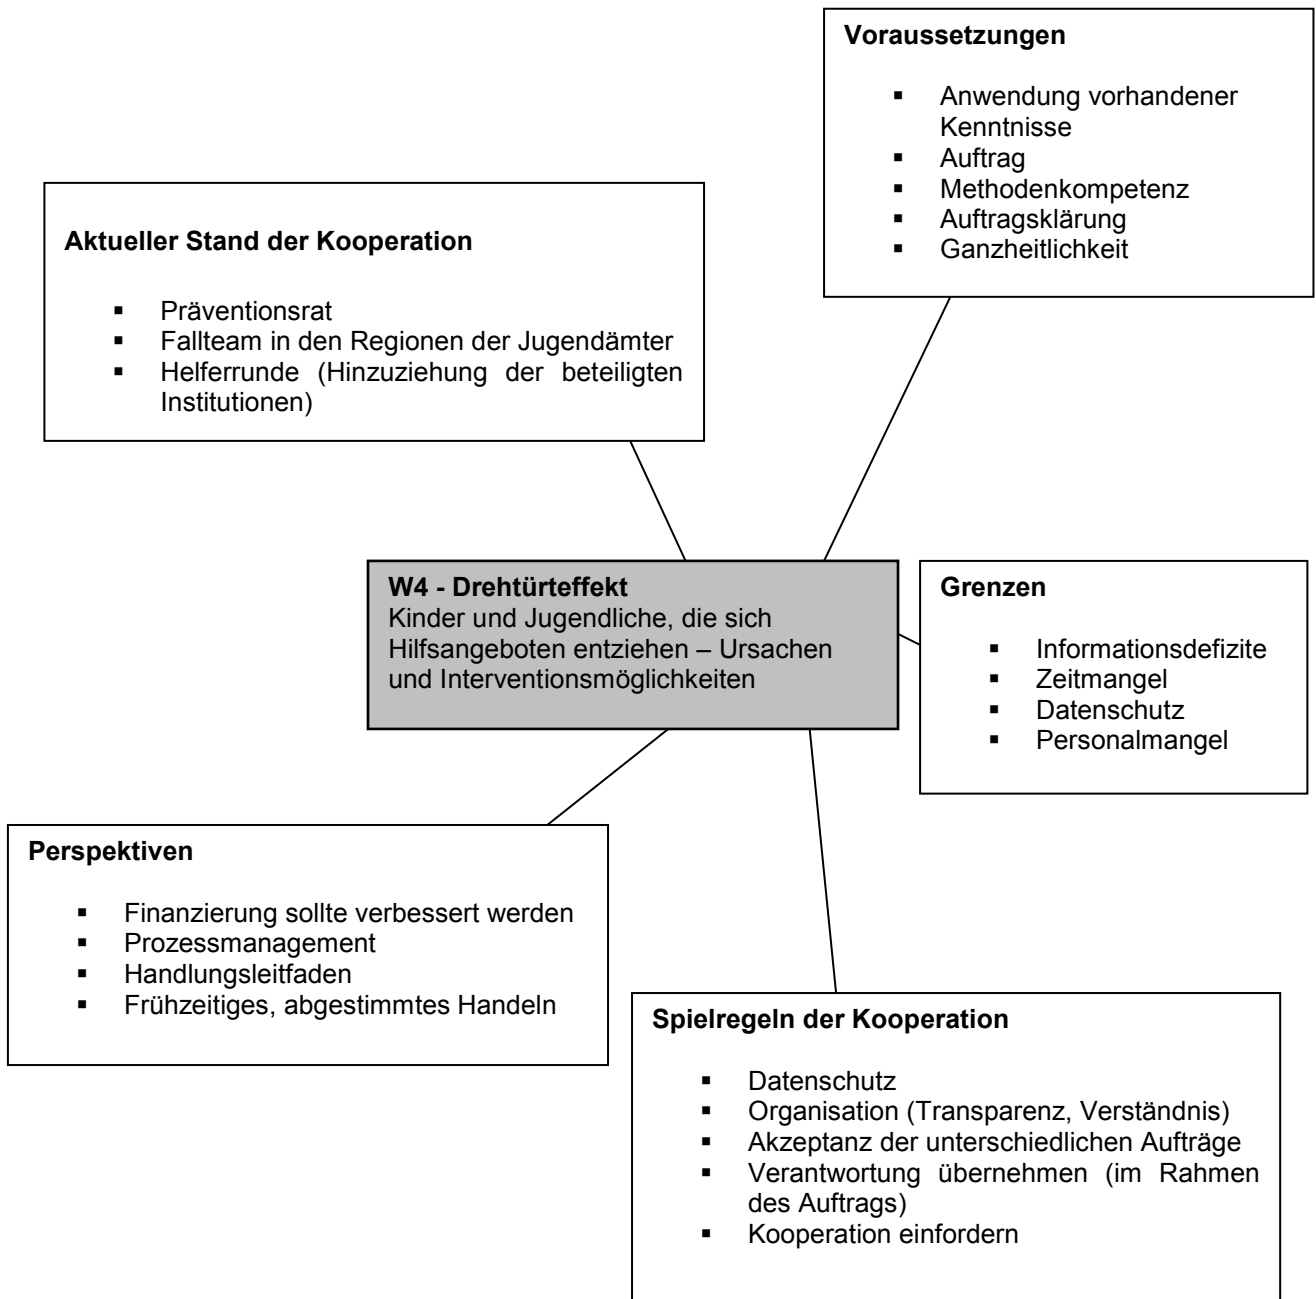 Voraussetzungen
▪ Anwendung vorhandener
Kenntnisse
▪ Auftrag
▪ Methodenkompetenz
▪ Auftragsklärung
▪ Ganzheitlichkeit
Aktueller Stand der Kooperation
▪ Präventionsrat
▪ Fallteam in den Regionen der Jugendämter
▪ Helferrunde (Hinzuziehung der beteiligten
Institutionen)
W4 - Drehtürteffekt
Kinder und Jugendliche, die sich
Hilfsangeboten entziehen – Ursachen
und Interventionsmöglichkeiten
Grenzen
▪ Informationsdefizite
▪ Zeitmangel
▪ Datenschutz
▪ Personalmangel
Perspektiven
▪ Finanzierung sollte verbessert werden
▪ Prozessmanagement
▪ Handlungsleitfaden
▪ Frühzeitiges, abgestimmtes Handeln
Spielregeln der Kooperation
▪ Datenschutz
▪ Organisation (Transparenz, Verständnis)
▪ Akzeptanz der unterschiedlichen Aufträge
▪ Verantwortung übernehmen (im Rahmen
des Auftrags)
▪ Kooperation einfordern